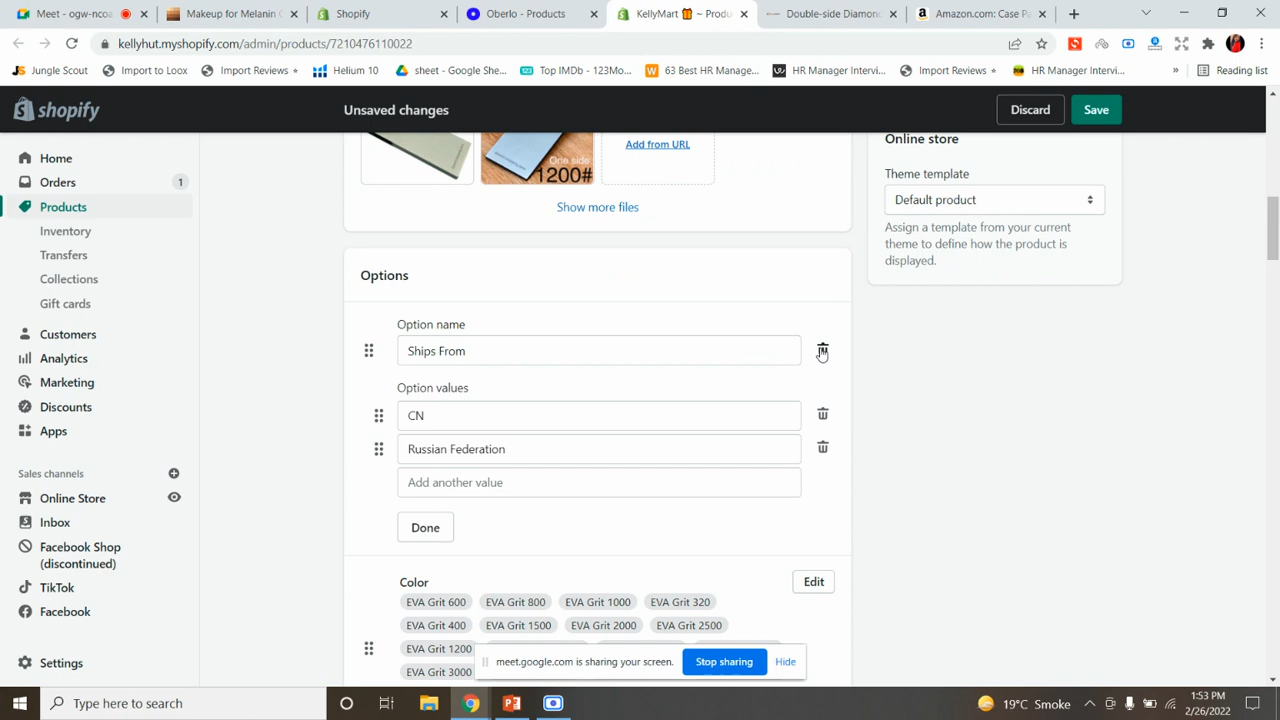 Meet - ogw-ncoa
Makeup for Melanin
Shopify
Oberlo - Products
KellyMart 🎁 ~ Produ
Double-side Diamon
Amazon.com: Case Pa
kellyhut.myshopify.com/admin/products/7210476110022
Jungle Scout
Import to Loox
Import Reviews
Helium 10
sheet - Google She...
Top IMDb - 123Mo...
63 Best HR Manage...
HR Manager Intervi...
Import Reviews
HR Manager Intervi...
»
Reading list
shopify
Unsaved changes
Discard
Save
Home
Orders
1
Products
Inventory
Transfers
Collections
Gift cards
Customers
Analytics
Marketing
Discounts
Apps
Sales channels
Online Store
Inbox
Facebook Shop
(discontinued)
TikTok
Facebook
Settings
One side
1200#
Add from URL
Show more files
Online store
Theme template
Default product
Assign a template from your current
theme to define how the product is
displayed.
Options
Option name
Ships From
Option values
CN
Russian Federation
Add another value
Done
Color
Edit
EVA Grit 600 EVA Grit 800 EVA Grit 1000 EVA Grit 320
EVA Grit 400 EVA Grit 1500 EVA Grit 2000 EVA Grit 2500
EVA Grit 1200
EVA Grit 3000
meet.google.com is sharing your screen.
Stop sharing
Hide
Type here to search
19°C Smoke
1:53 PM
2/26/2022